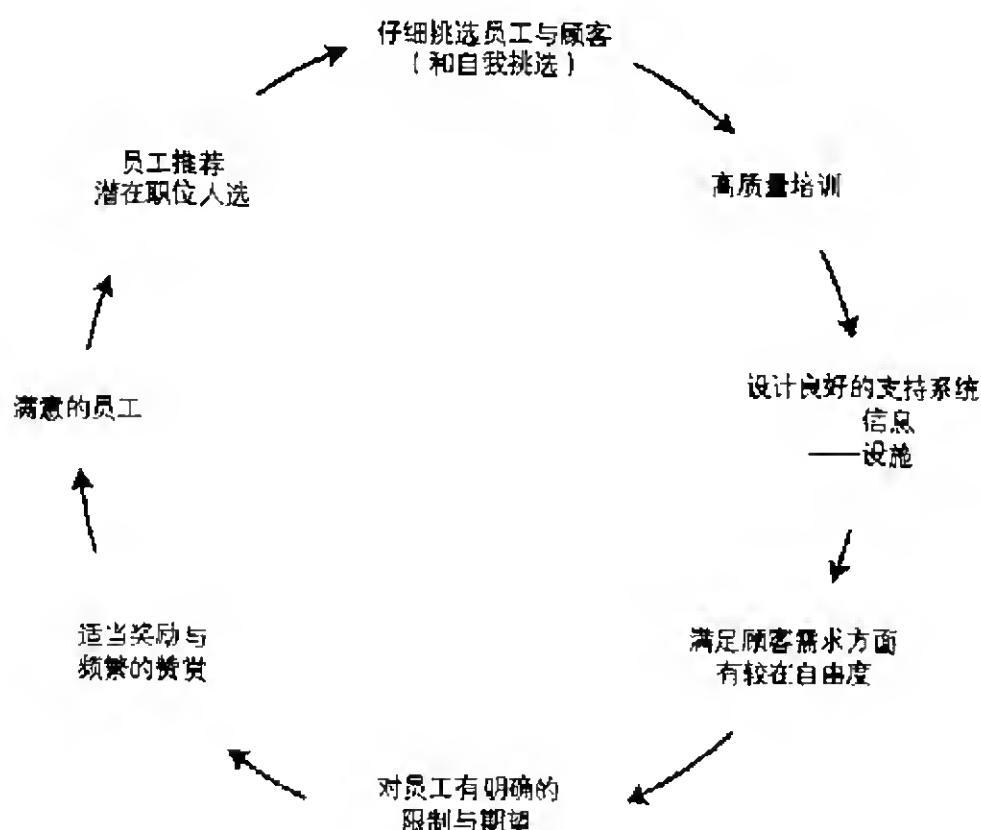 仔细挑选员工与顾客
（和自我挑选）
高质量培训
设计良好的支持系统
信息
——设施
满足顾客需求方面
有较在自由度
对员工有明确的
限制与期望
适当奖励与
频繁的赞赏
满意的员工
员工推荐
潜在职位人选